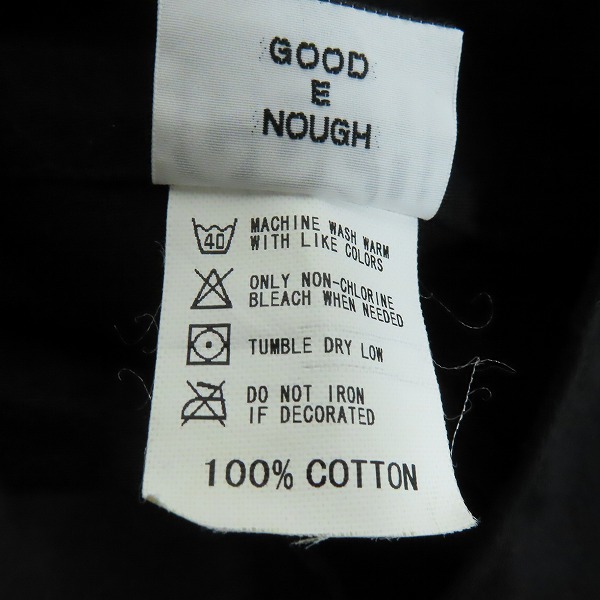 GOOD
E
NOUGH
40
MACHINE WASH WARM
WITH LIKE COLORS
ONLY NON-CHLORINE
BLEACH WHEN NEEDED
TUMBLE DRY LOW
DO NOT IRON
IF DECORATED
100% COTTON